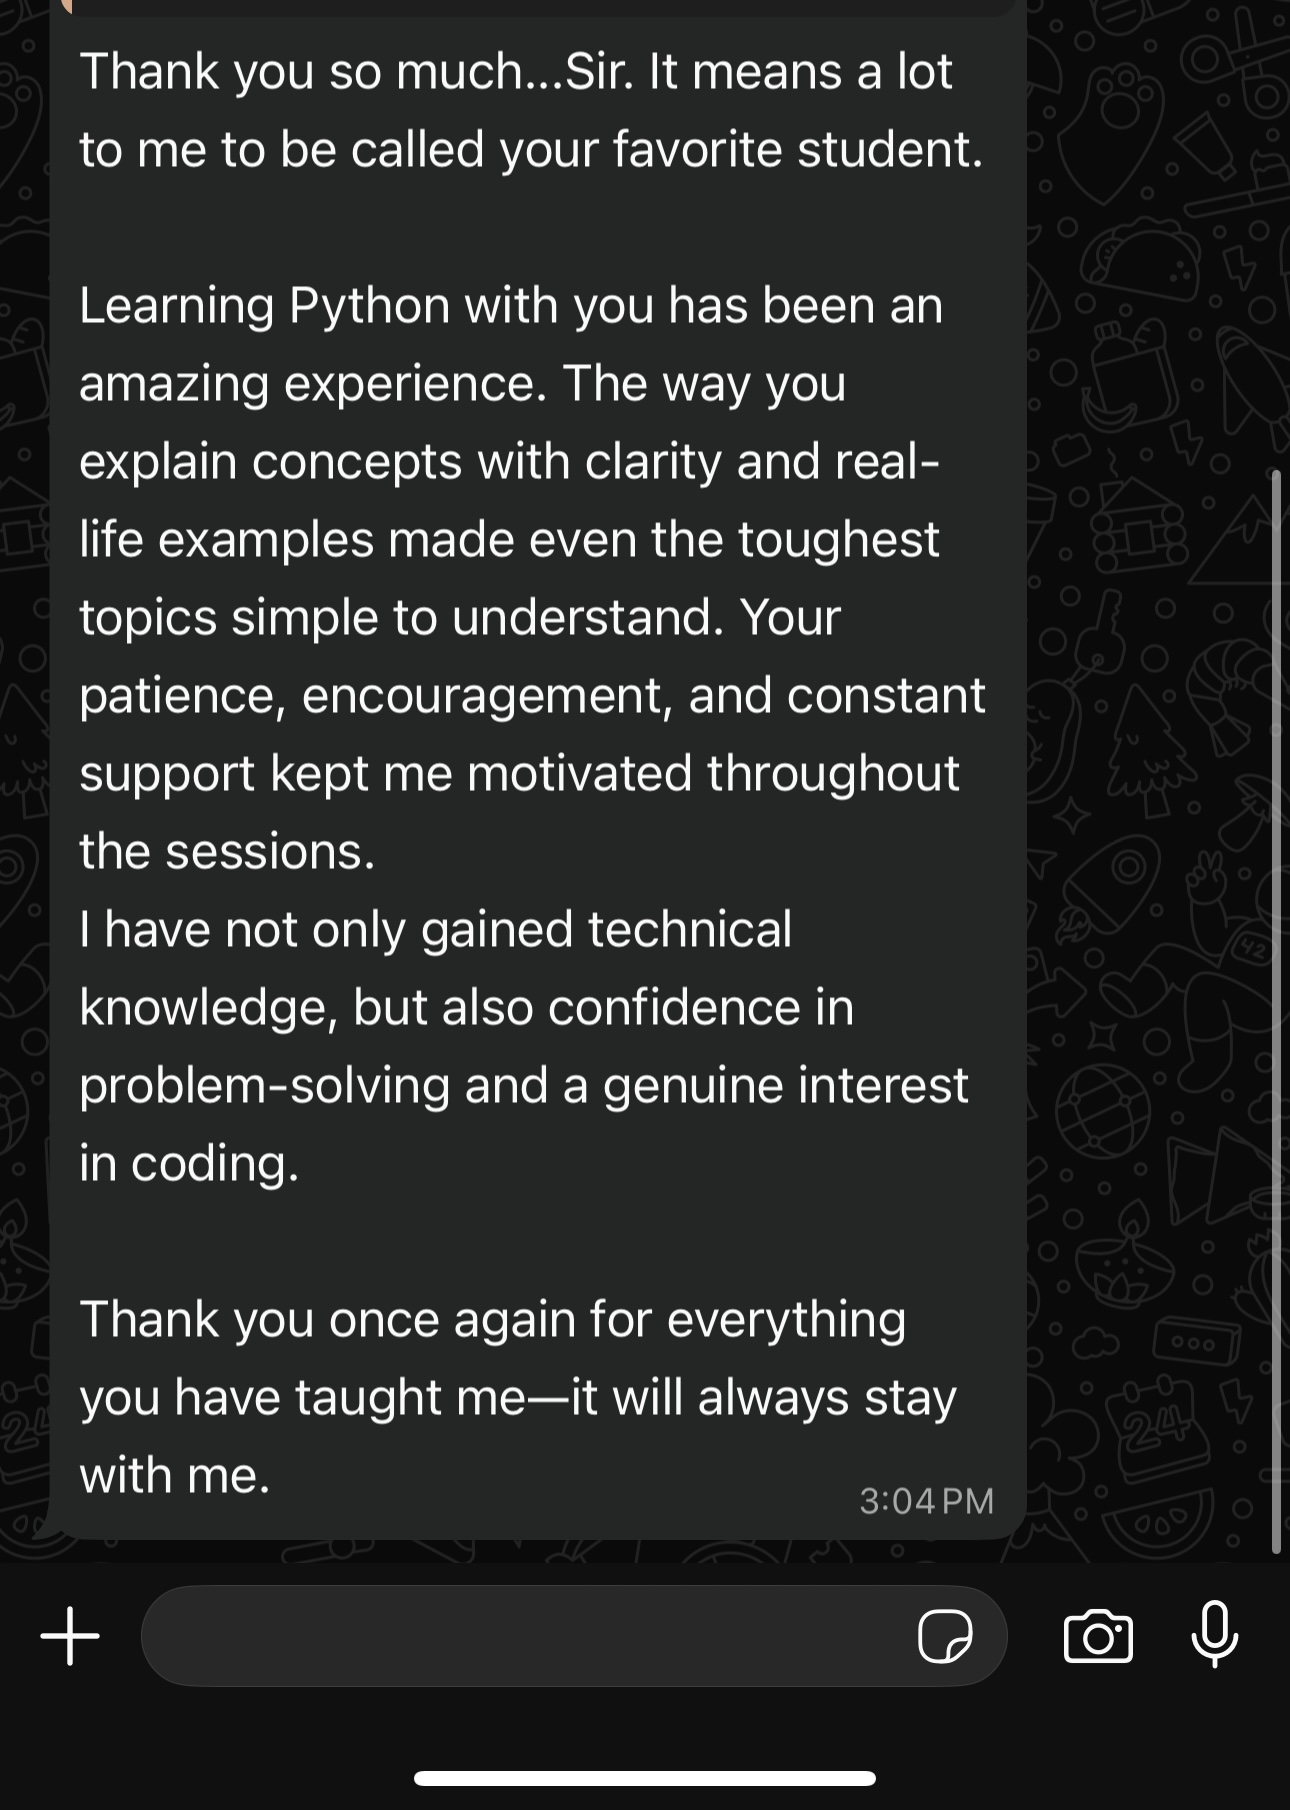 Thank you so much...Sir. It means a lot
to me to be called your favorite student.
Learning Python with you has been an
amazing experience. The way you
explain concepts with clarity and real-
life examples made even the toughest
topics simple to understand. Your
patience, encouragement, and constant
support kept me motivated throughout
the sessions.
I have not only gained technical
knowledge, but also confidence in
problem-solving and a genuine interest
in coding.
Thank you once again for everything
you have taught me—it will always stay
with me.
3:04 PM